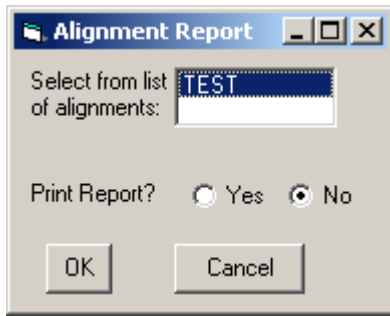 Alignment Report
Select from list
of alignments:
TEST
Print Report? Yes No
OK Cancel